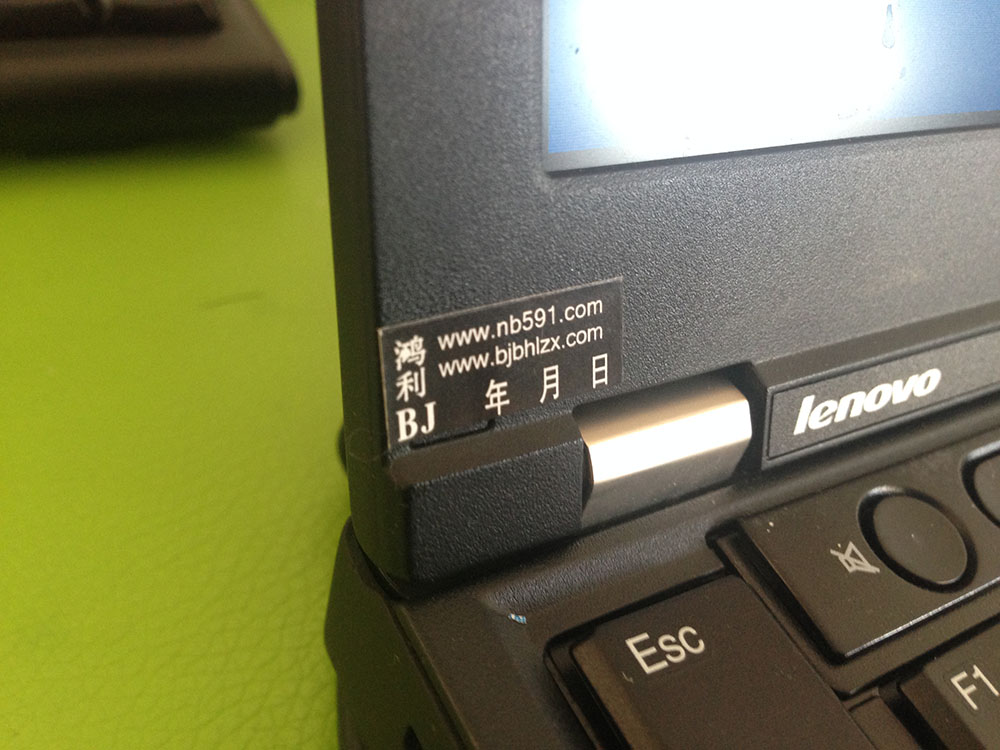 鸿利
BJ
www.nb591.com
www.bjbhlzx.com
年 月 日
lenovo
Esc
F1